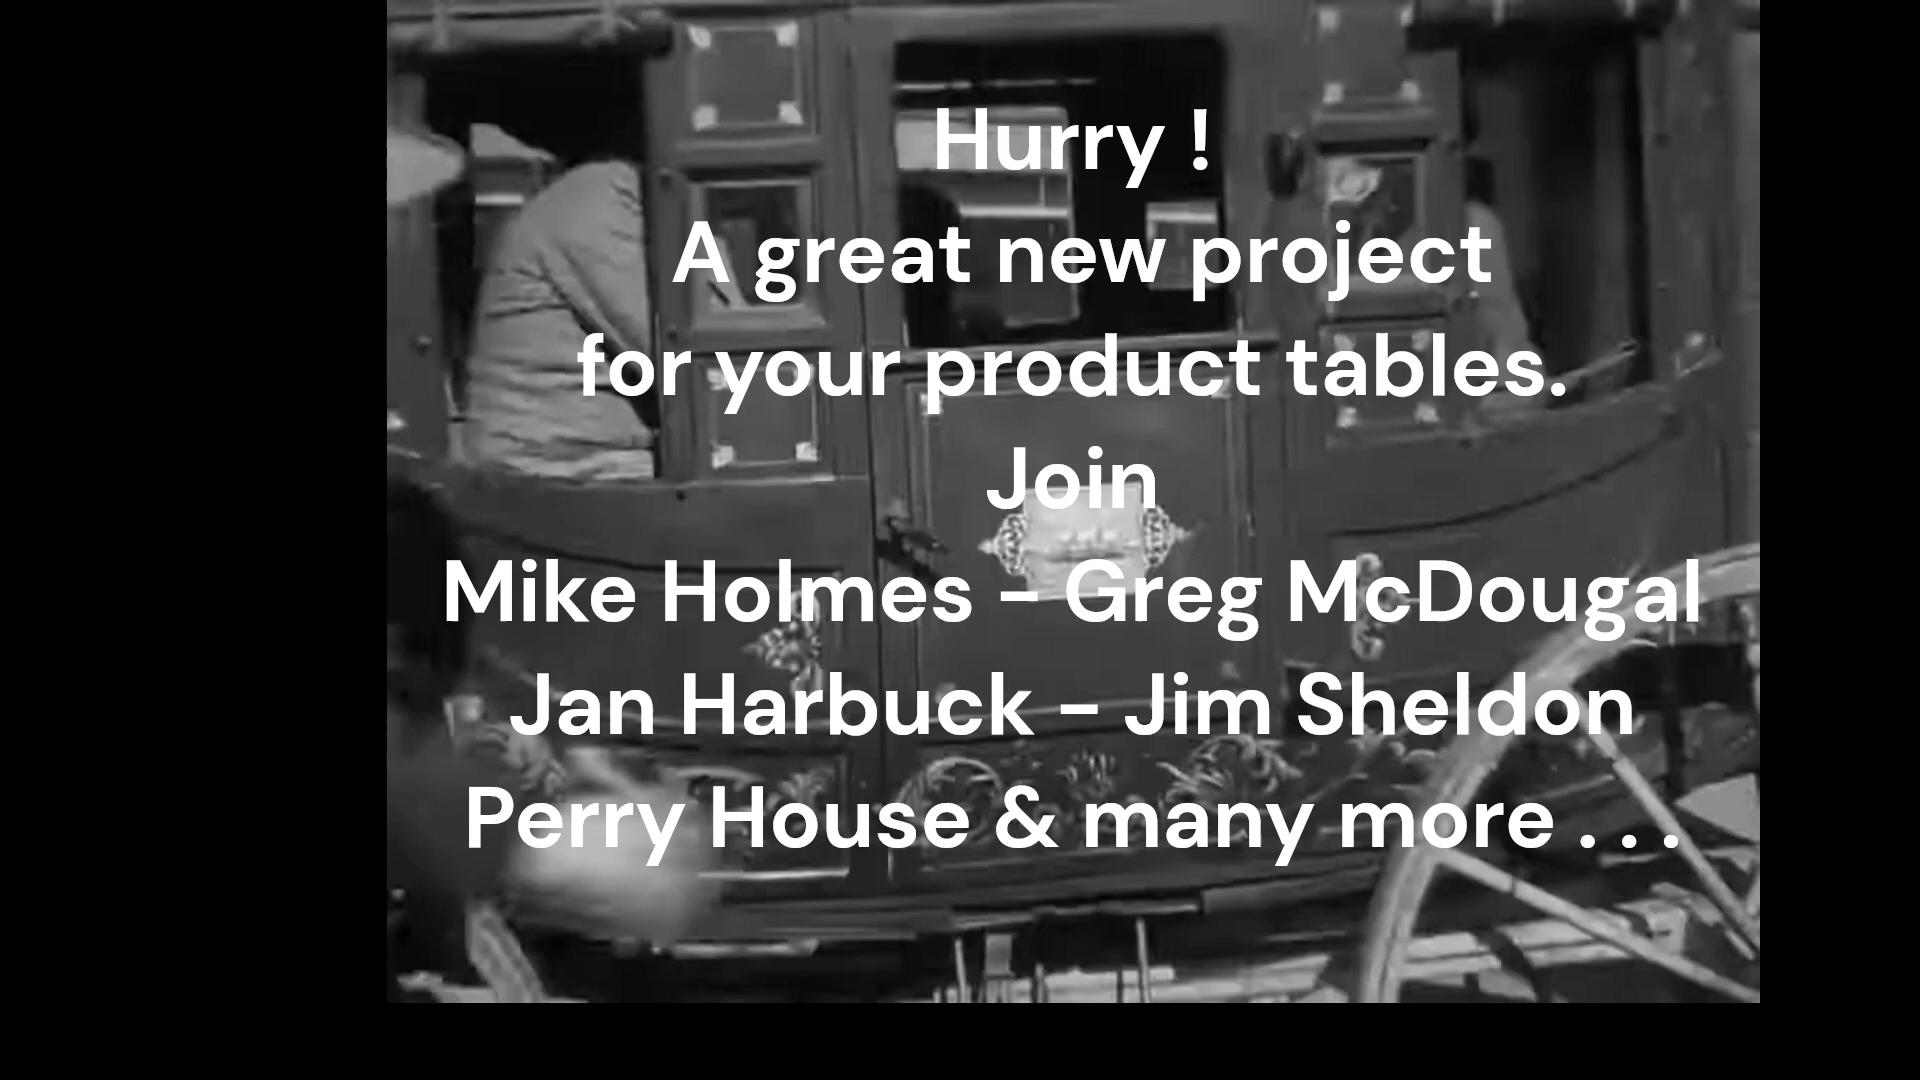 Hurry !
A great new project
for your product tables.
Join
Mike Holmes - Greg McDougal
Jan Harbuck - Jim Sheldon
Perry House & many more . . .